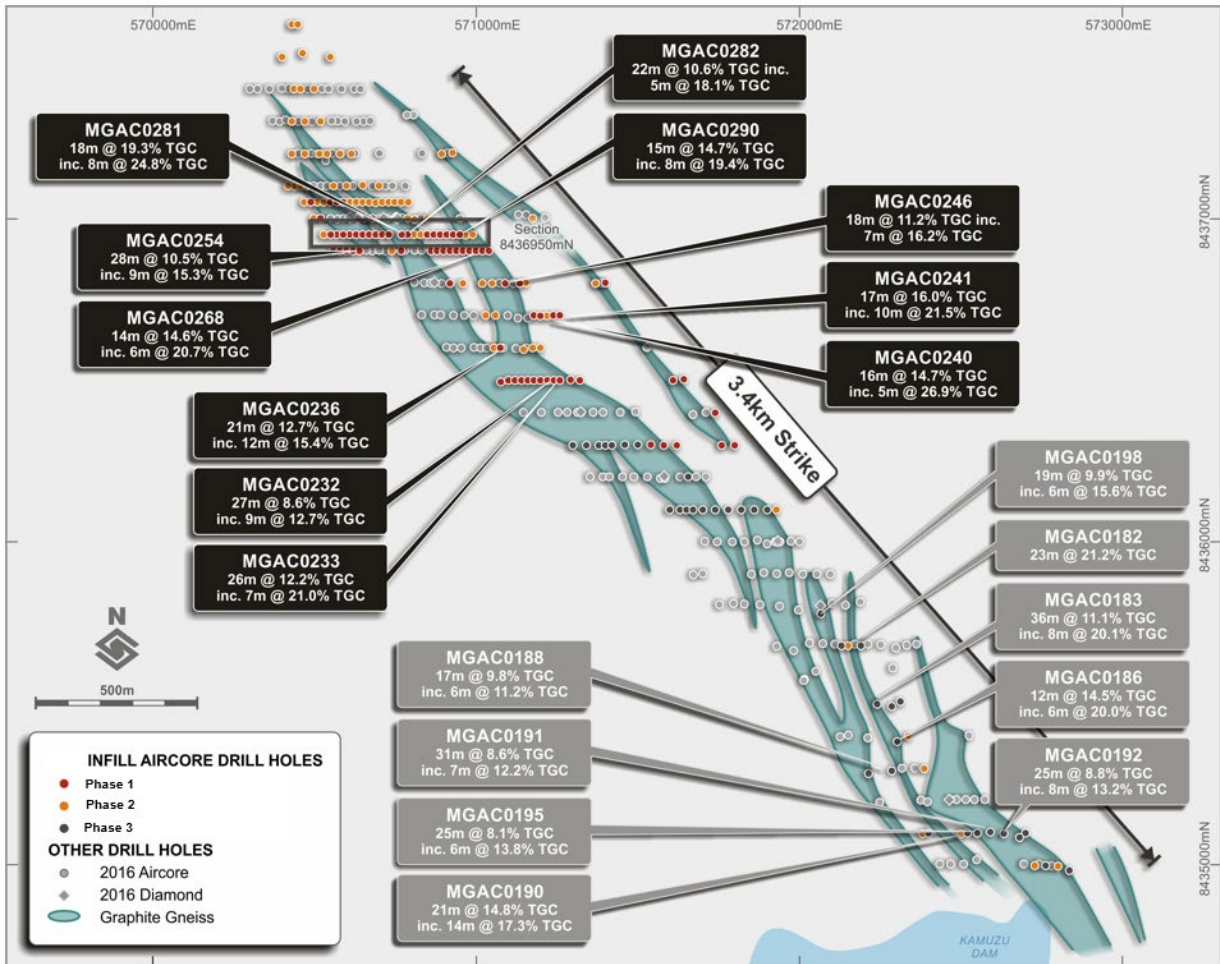 570000mE
571000mE
572000mE
573000mE
MGAC0282
22m @ 10.6% TGC inc.
5m @ 18.1% TGC
MGAC0281
18m @ 19.3% TGC
inc. 8m @ 24.8% TGC
MGAC0290
15m @ 14.7% TGC
inc. 8m @ 19.4% TGC
MGAC0246
18m @ 11.2% TGC inc.
7m @ 16.2% TGC
8437000mN
Section
8436950mN
MGAC0254
28m @ 10.5% TGC
inc. 9m @ 15.3% TGC
MGAC0241
17m @ 16.0% TGC
inc. 10m @ 21.5% TGC
MGAC0268
14m @ 14.6% TGC
inc. 6m @ 20.7% TGC
MGAC0240
16m @ 14.7% TGC
inc. 5m @ 26.9% TGC
3.4km Strike
MGAC0236
21m @ 12.7% TGC
inc. 12m @ 15.4% TGC
MGAC0198
19m @ 9.9% TGC
inc. 6m @ 15.6% TGC
MGAC0232
27m @ 8.6% TGC
inc. 9m @ 12.7% TGC
MGAC0182
23m @ 21.2% TGC
8436000mN
MGAC0233
26m @ 12.2% TGC
inc. 7m @ 21.0% TGC
MGAC0183
36m @ 11.1% TGC
inc. 8m @ 20.1% TGC
N
500m
MGAC0188
17m @ 9.8% TGC
inc. 6m @ 11.2% TGC
MGAC0186
12m @ 14.5% TGC
inc. 6m @ 20.0% TGC
MGAC0191
31m @ 8.6% TGC
inc. 7m @ 12.2% TGC
MGAC0192
25m @ 8.8% TGC
inc. 8m @ 13.2% TGC
MGAC0195
25m @ 8.1% TGC
inc. 6m @ 13.8% TGC
8435000mN
MGAC0190
21m @ 14.8% TGC
inc. 14m @ 17.3% TGC
INFILL AIRCORE DRILL HOLES
Phase 1
Phase 2
Phase 3
OTHER DRILL HOLES
2016 Aircore
2016 Diamond
Graphite Gneiss
KAMUZU
DAM